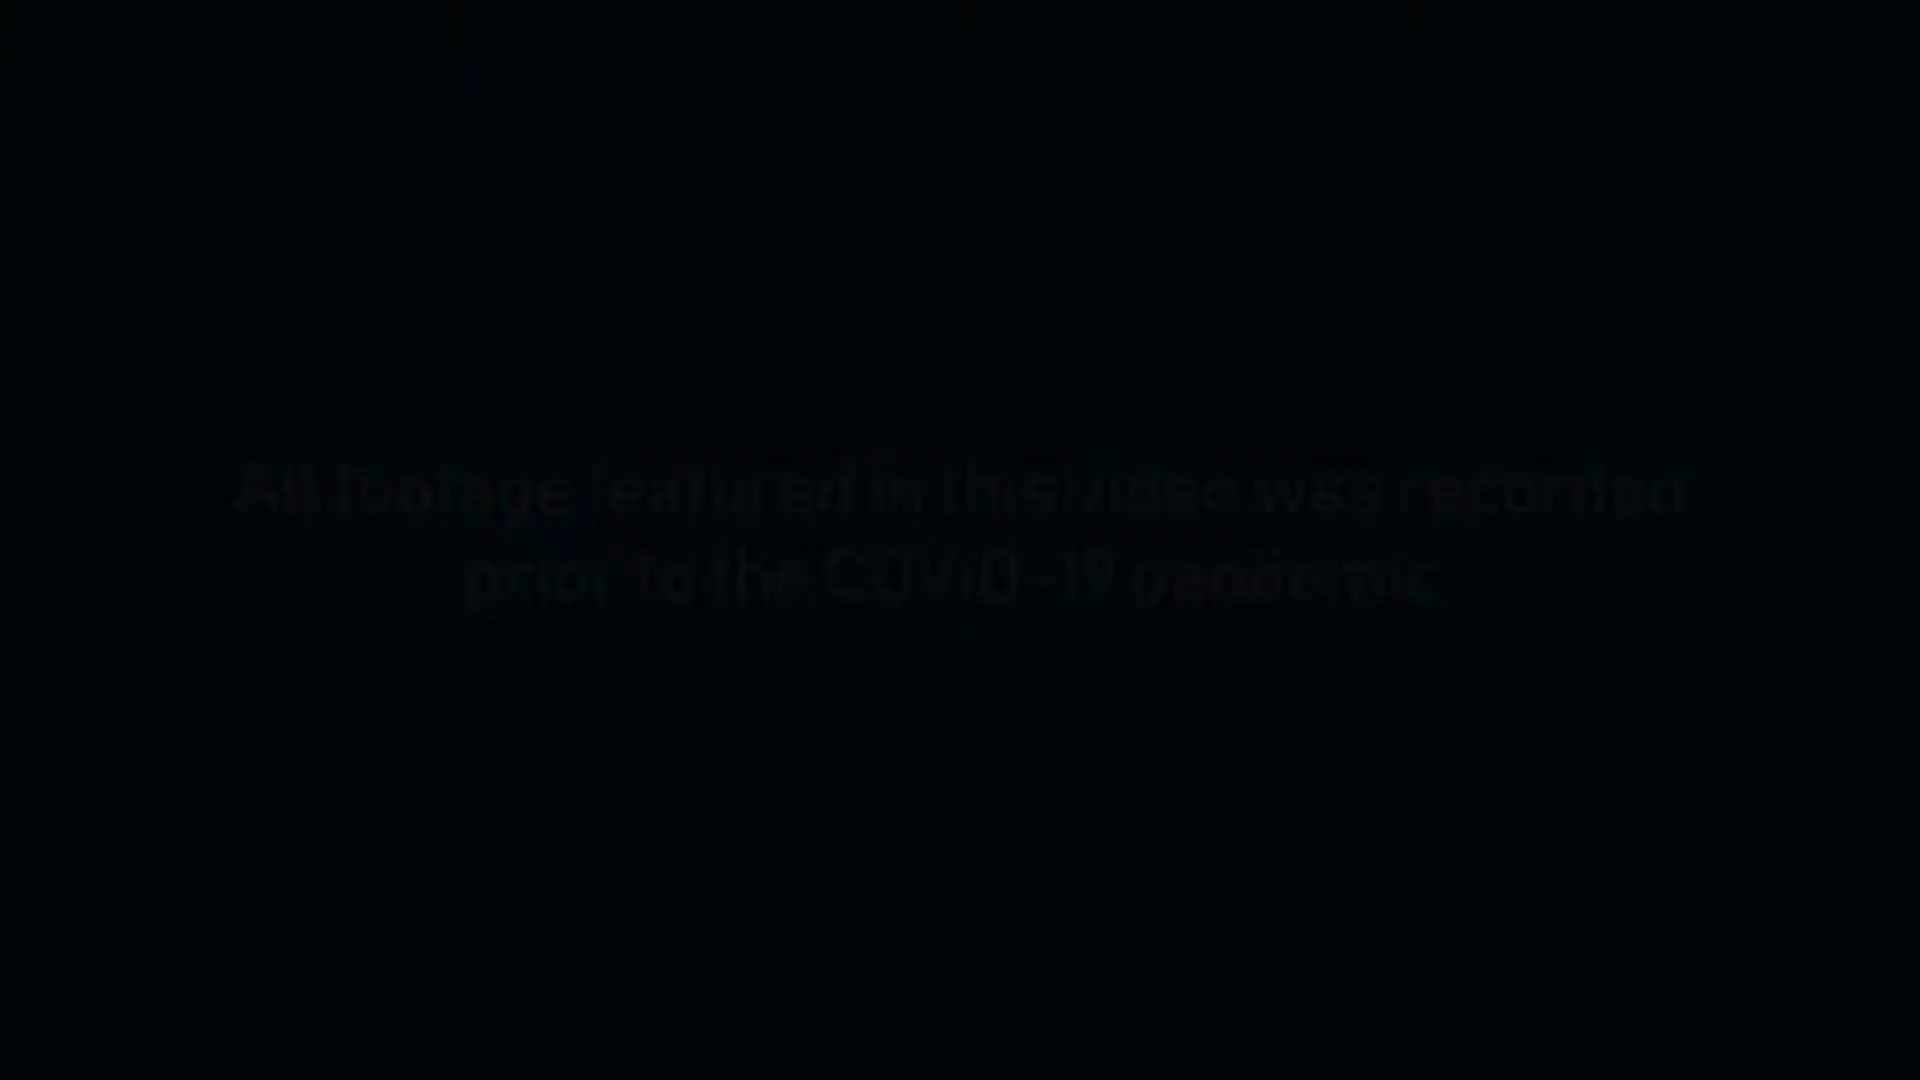 All footage featured in this video was recorded
prior to the COVID-19 pandemic